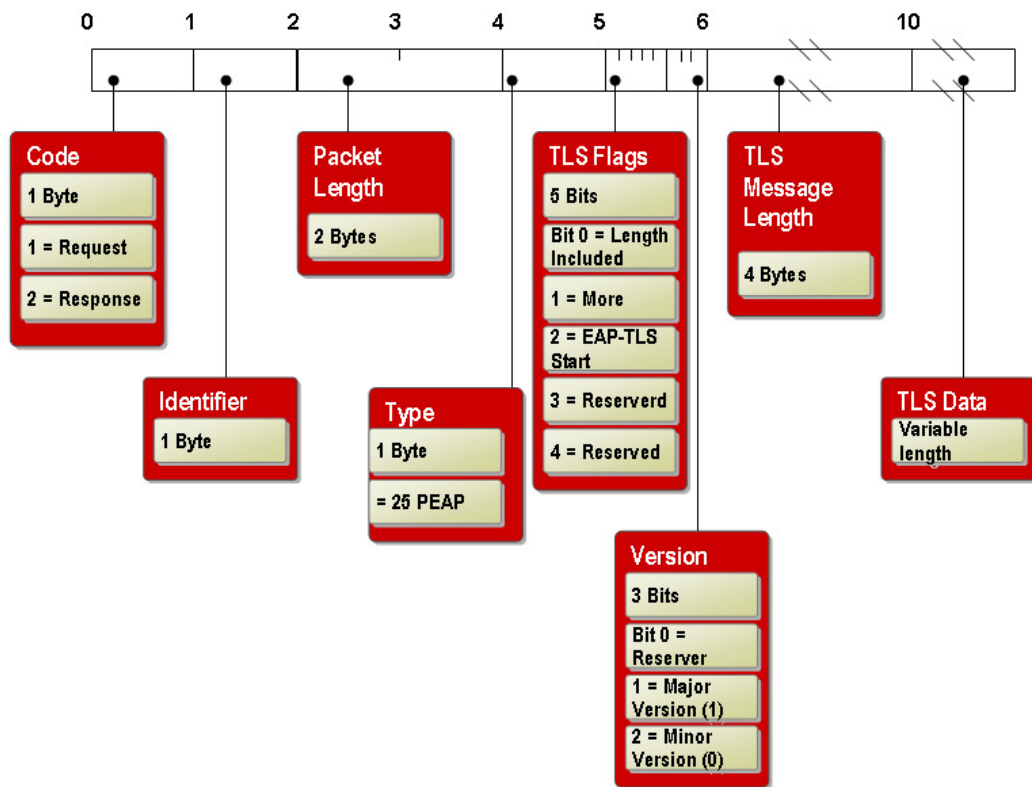 0 1 2 3 4 5 6 10
Code
1 Byte
1 = Request
2 = Response
Identifier
1 Byte
Packet
Length
2 Bytes
Type
1 Byte
= 25 PEAP
TLS Flags
5 Bits
Bit 0 = Length
Included
1 = More
2 = EAP-TLS
Start
3 = Reserverd
4 = Reserved
Version
3 Bits
Bit 0 =
Reserver
1 = Major
Version (1)
2 = Minor
Version (0)
TLS
Message
Length
4 Bytes
TLS Data
Variable
length